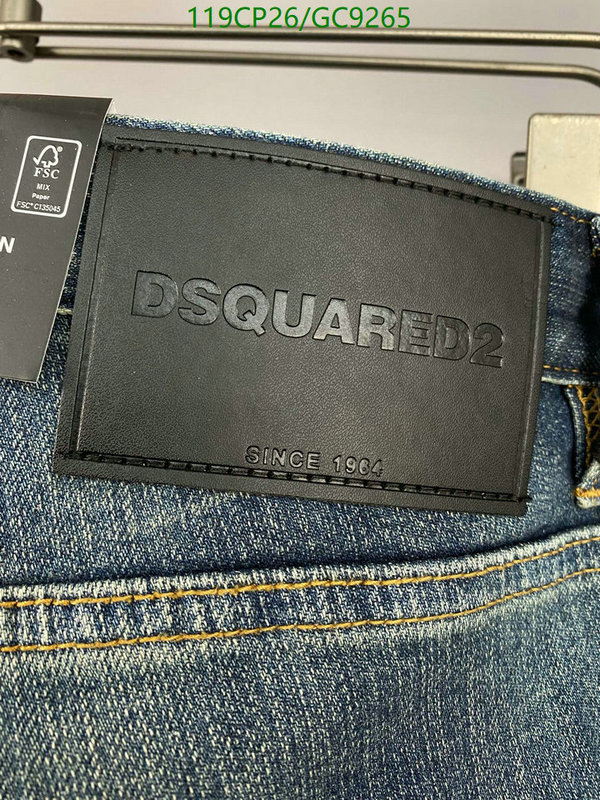 119CP26/GC9265
FSC
MIX
Paper
FSC® C135045
N
DSQUARED2
SINCE 1964